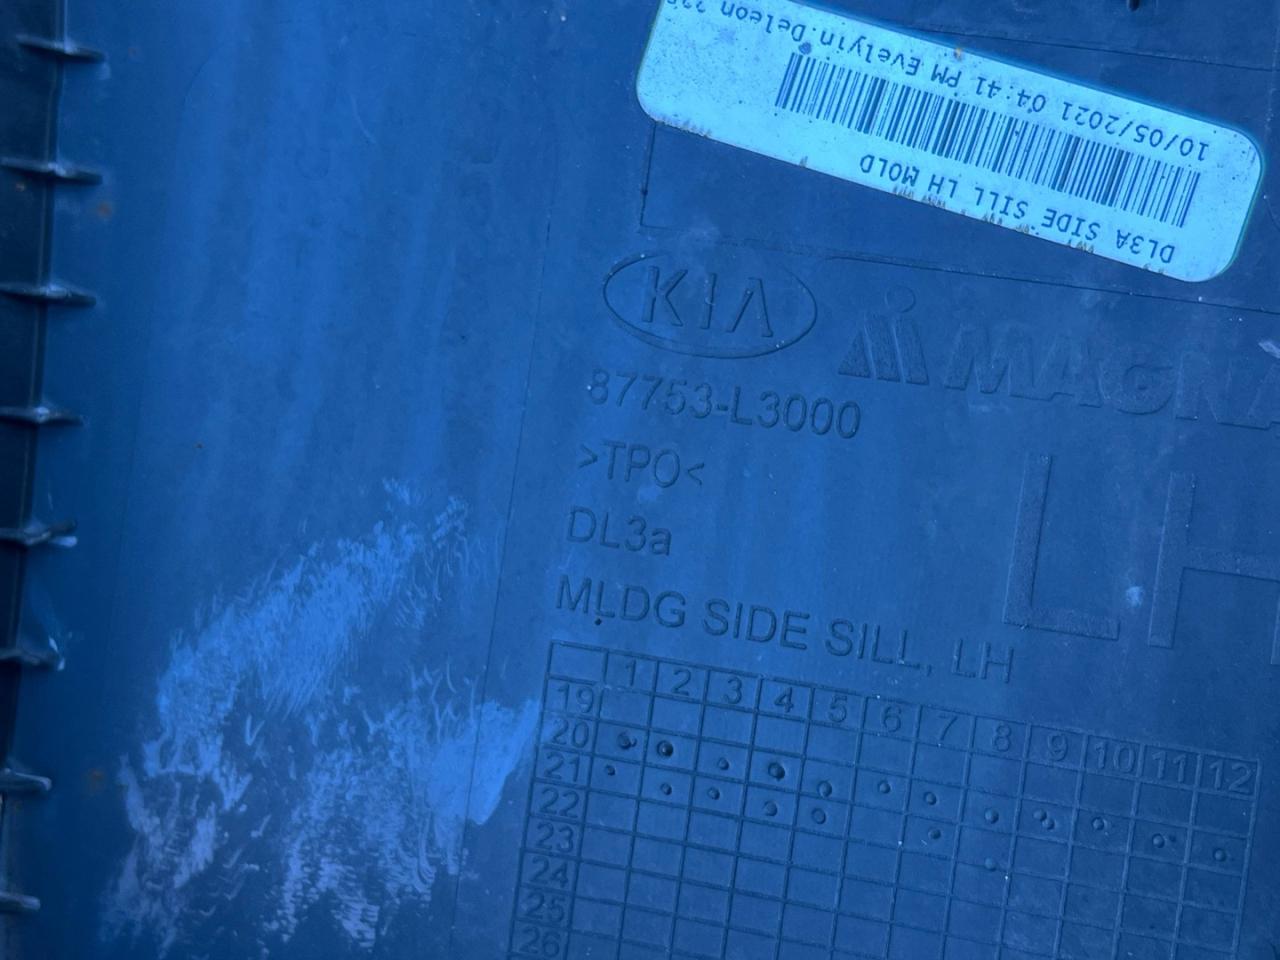 10/05/2021 04:41 PM Evelyin.Deleon
DL3A SIDE SILL LH MOLD
KIA
MAGNA
87753-L3000
>TPO<
DL3a
LH
MLDG SIDE SILL, LH
1 2 3 4 5 6 7 8 9 10 11 12
19
20
21
22
23
24
25
26